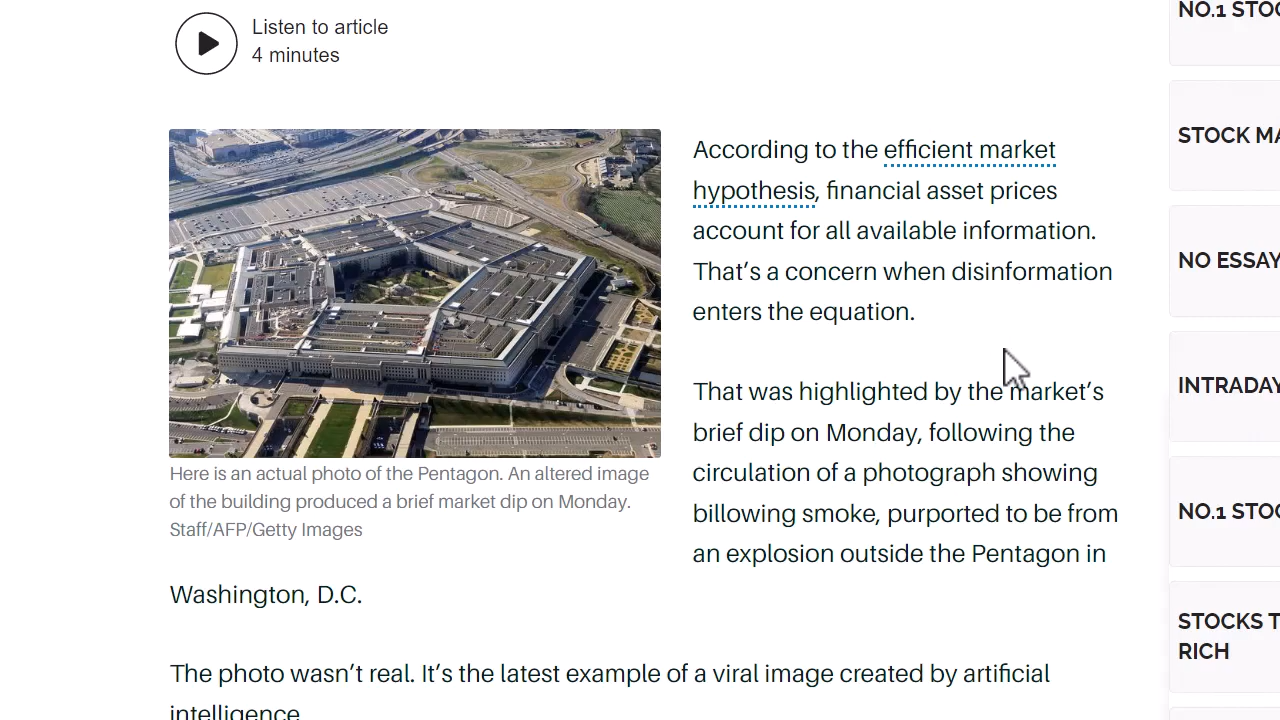 Listen to article
4 minutes
According to the efficient market
hypothesis, financial asset prices
account for all available information.
That’s a concern when disinformation
enters the equation.
That was highlighted by the market’s
brief dip on Monday, following the
circulation of a photograph showing
billowing smoke, purported to be from
an explosion outside the Pentagon in
Washington, D.C.
Here is an actual photo of the Pentagon. An altered image
of the building produced a brief market dip on Monday.
Staff/AFP/Getty Images
The photo wasn’t real. It’s the latest example of a viral image created by artificial
intelligence
NO.1 STOC
STOCK MA
NO ESSAY
INTRADAY
NO.1 STOC
STOCKS T
RICH